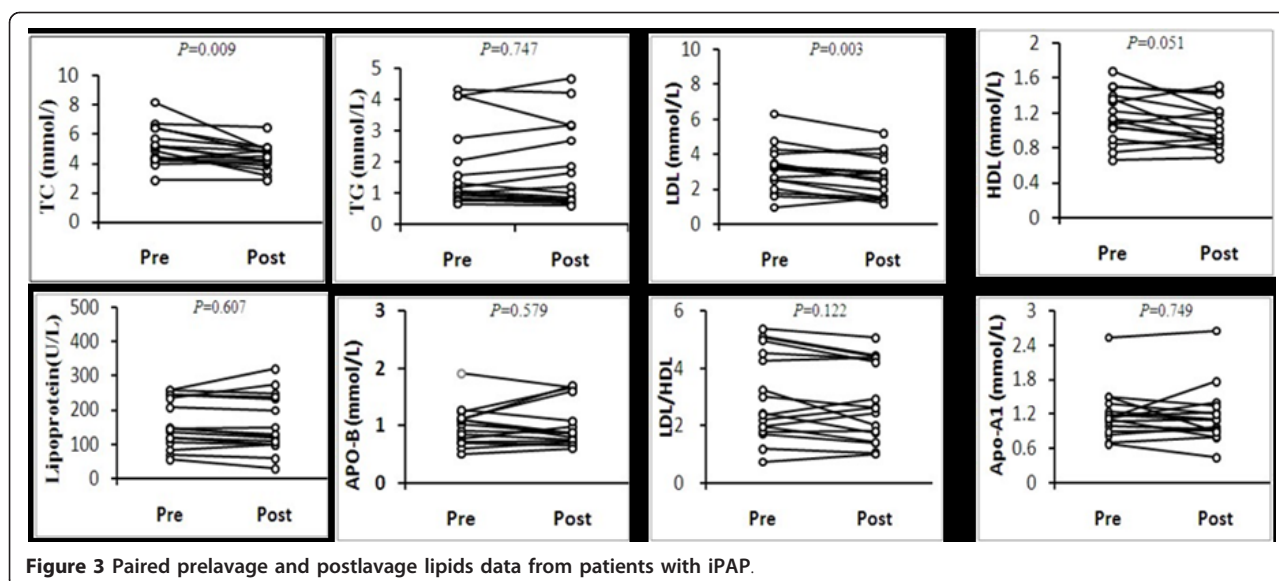 P=0.009
TC (mmol/)
10
8
6
4
2
0
Pre Post
P=0.747
TG (mmol/L)
5
4
3
2
1
0
Pre Post
P=0.003
LDL (mmol/L)
10
8
6
4
2
0
Pre Post
P=0.051
HDL (mmol/L)
2
1.6
1.2
0.8
0.4
0
Pre Post
P=0.607
Lipoprotein(U/L)
500
400
300
200
100
0
Pre Post
P=0.579
APO-B (mmol/L)
3
2
1
0
Pre Post
P=0.122
LDL/HDL
6
4
2
0
Pre Post
P=0.749
Apo-A1 (mmol/L)
3
2.4
1.8
1.2
0.6
0
Pre Post
Figure 3 Paired prelavage and postlavage lipids data from patients with iPAP.